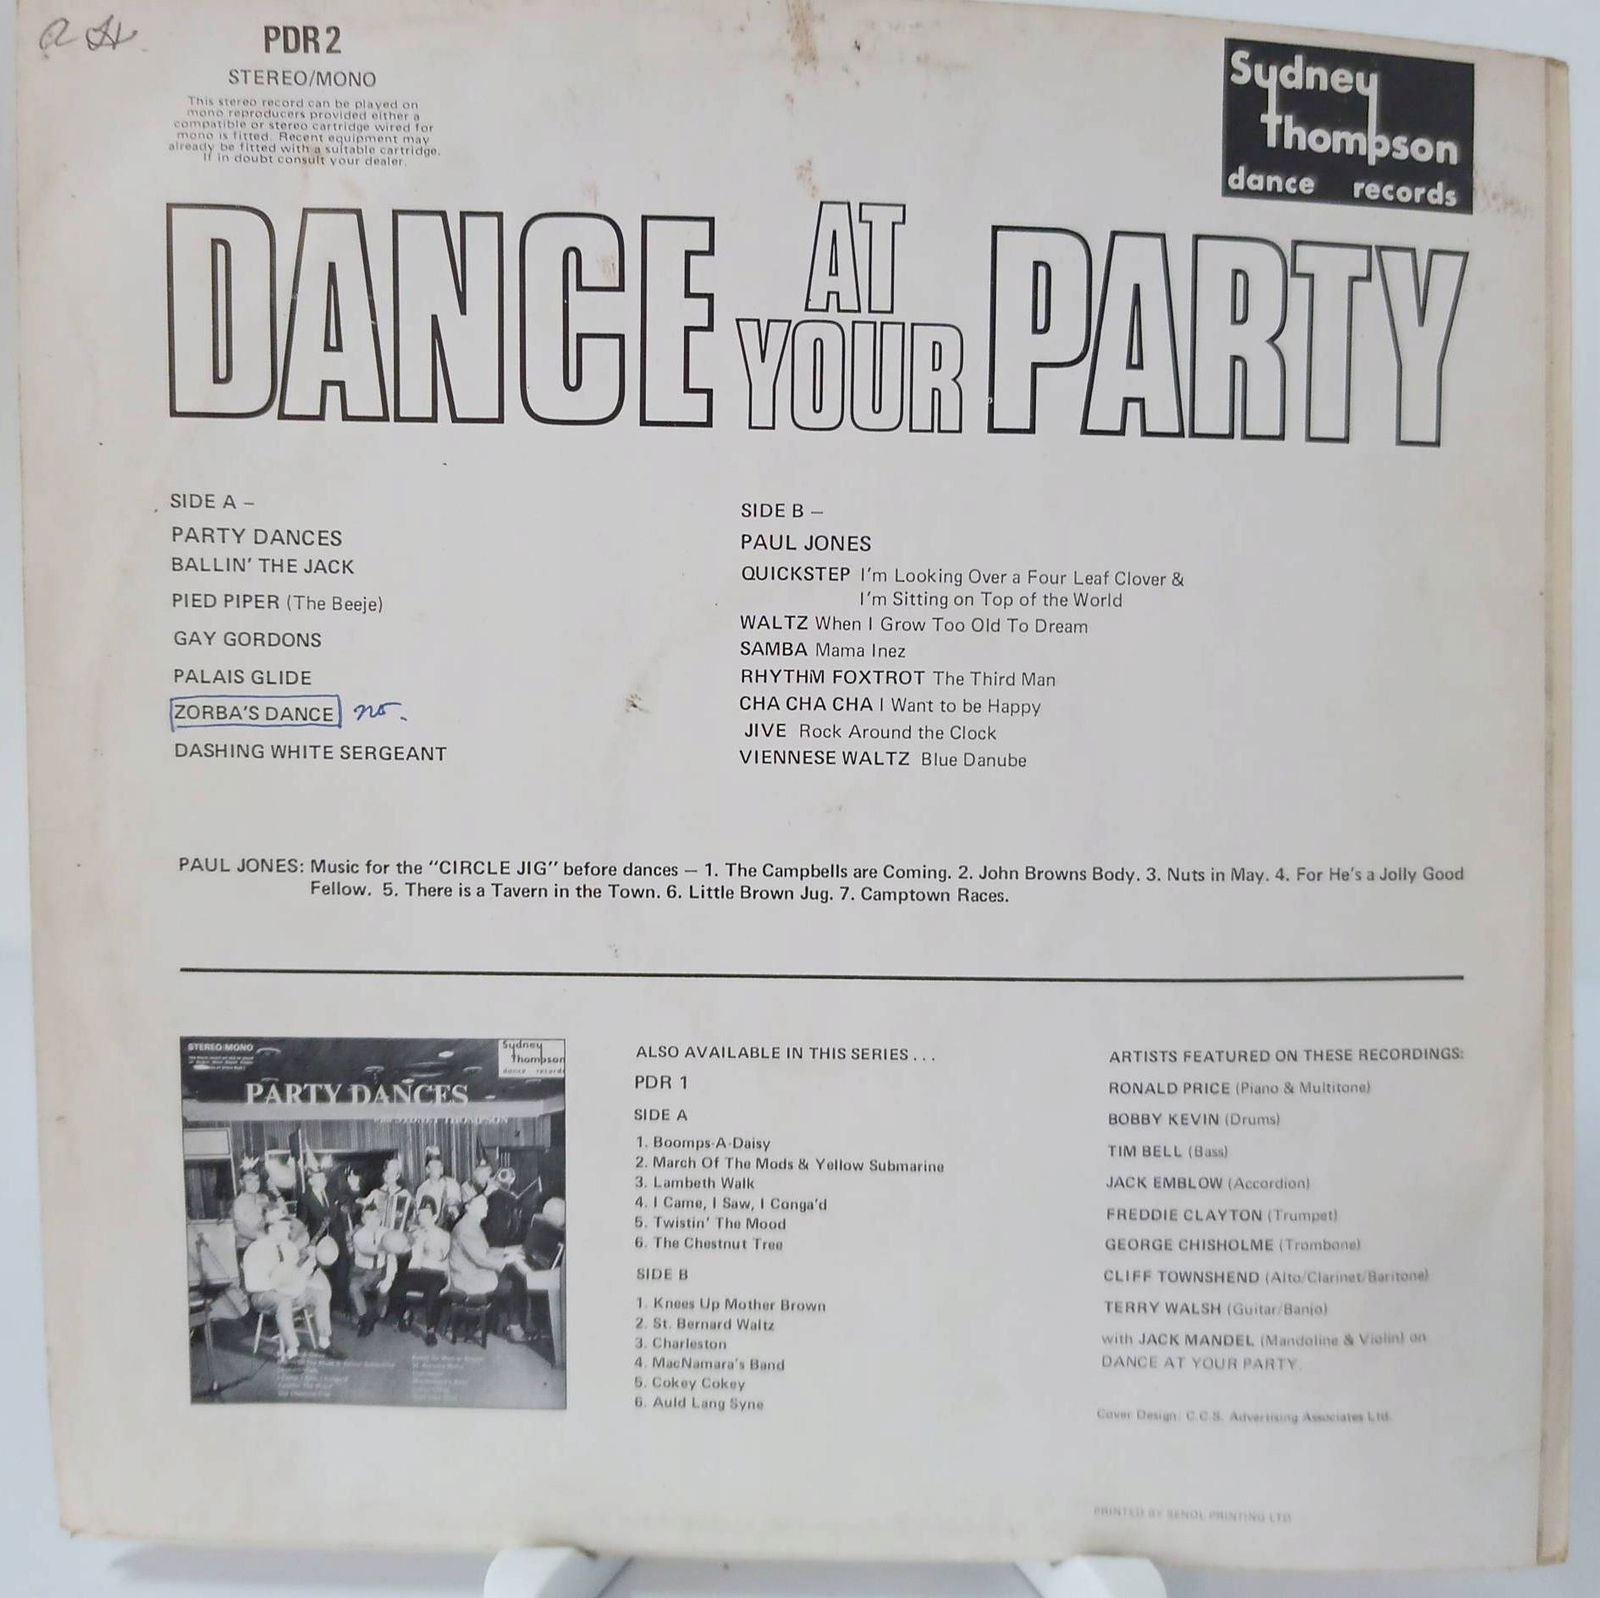 PDR2
STEREO/MONO
This stereo record can be played on
mono reproducers provided either a
compatible or stereo cartridge wired for
mono is fitted. Recent equipment may
already be fitted with a suitable cartridge.
If in doubt consult your dealer.
Sydney
Thompson
dance records
DANCE AT YOUR PARTY
SIDE A –
PARTY DANCES
BALLIN' THE JACK
PIED PIPER (The Beeje)
GAY GORDONS
PALAIS GLIDE
ZORBA'S DANCE no.
DASHING WHITE SERGEANT
SIDE B –
PAUL JONES
QUICKSTEP I'm Looking Over a Four Leaf Clover &
I'm Sitting on Top of the World
WALTZ When I Grow Too Old To Dream
SAMBA Mama Inez
RHYTHM FOXTROT The Third Man
CHA CHA CHA I Want to be Happy
JIVE Rock Around the Clock
VIENNESE WALTZ Blue Danube
PAUL JONES: Music for the "CIRCLE JIG" before dances – 1. The Campbells are Coming. 2. John Browns Body. 3. Nuts in May. 4. For He's a Jolly Good
Fellow. 5. There is a Tavern in the Town. 6. Little Brown Jug. 7. Camptown Races.
STEREO/MONO
Sydney
Thompson
dance records
PARTY DANCES
ALSO AVAILABLE IN THIS SERIES . . .
PDR 1
SIDE A
1. Boomps-A-Daisy
2. March Of The Mods & Yellow Submarine
3. Lambeth Walk
4. I Came, I Saw, I Conga'd
5. Twistin' The Mood
6. The Chestnut Tree
SIDE B
1. Knees Up Mother Brown
2. St. Bernard Waltz
3. Charleston
4. MacNamara's Band
5. Cokey Cokey
6. Auld Lang Syne
ARTISTS FEATURED ON THESE RECORDINGS:
RONALD PRICE (Piano & Multitone)
BOBBY KEVIN (Drums)
TIM BELL (Bass)
JACK EMBLOW (Accordion)
FREDDIE CLAYTON (Trumpet)
GEORGE CHISHOLME (Trombone)
CLIFF TOWNSHEND (Alto/Clarinet/Baritone)
TERRY WALSH (Guitar/Banjo)
with JACK MANDEL (Mandoline & Violin) on
DANCE AT YOUR PARTY.
Cover Design: C.C.S. Advertising Associates Ltd.
PRINTED BY SENOL PRINTING LTD